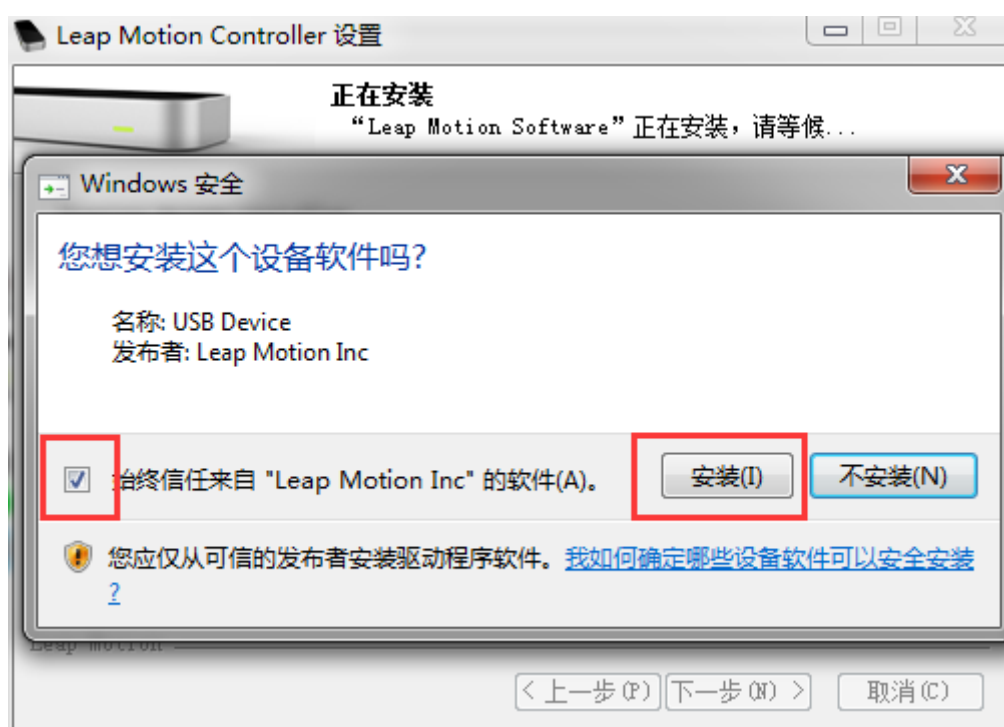 Leap Motion Controller 设置
正在安装
“Leap Motion Software”正在安装，请等候...
Windows 安全
您想安装这个设备软件吗？
名称: USB Device
发布者: Leap Motion Inc
始终信任来自 "Leap Motion Inc" 的软件(A)。
安装(I)
不安装(N)
您应仅从可信的发布者安装驱动程序软件。我如何确定哪些设备软件可以安全安装
?
Leap Motion
< 上一步(P)
下一步(N) >
取消(C)